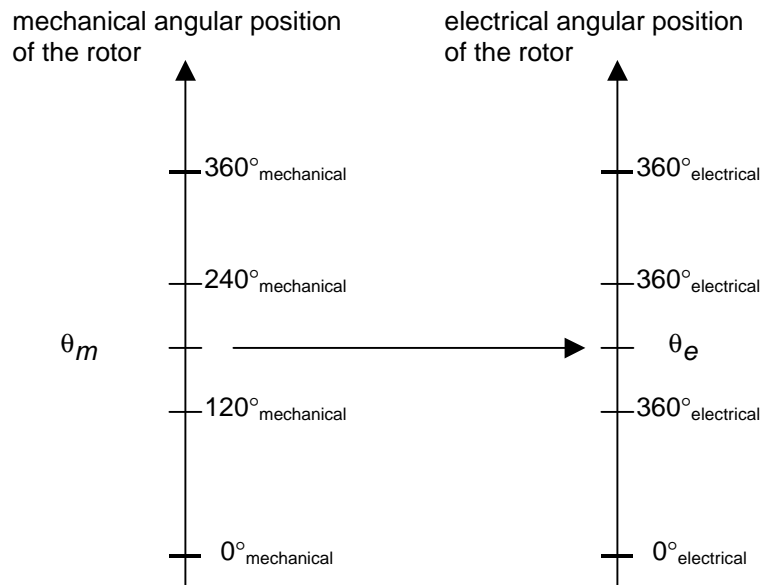 mechanical angular position
of the rotor
electrical angular position
of the rotor
360°mechanical
360°electrical
240°mechanical
360°electrical
θm
θe
120°mechanical
360°electrical
0°mechanical
0°electrical